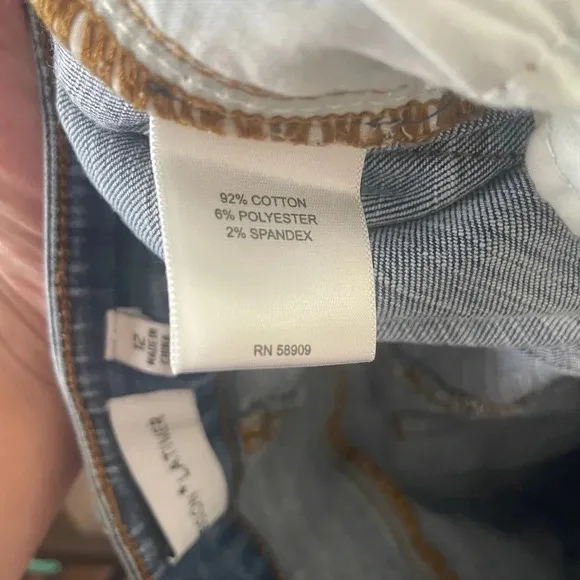 92% COTTON
6% POLYESTER
2% SPANDEX
RN 58909
12
MADE IN
CHINA
LATIMER